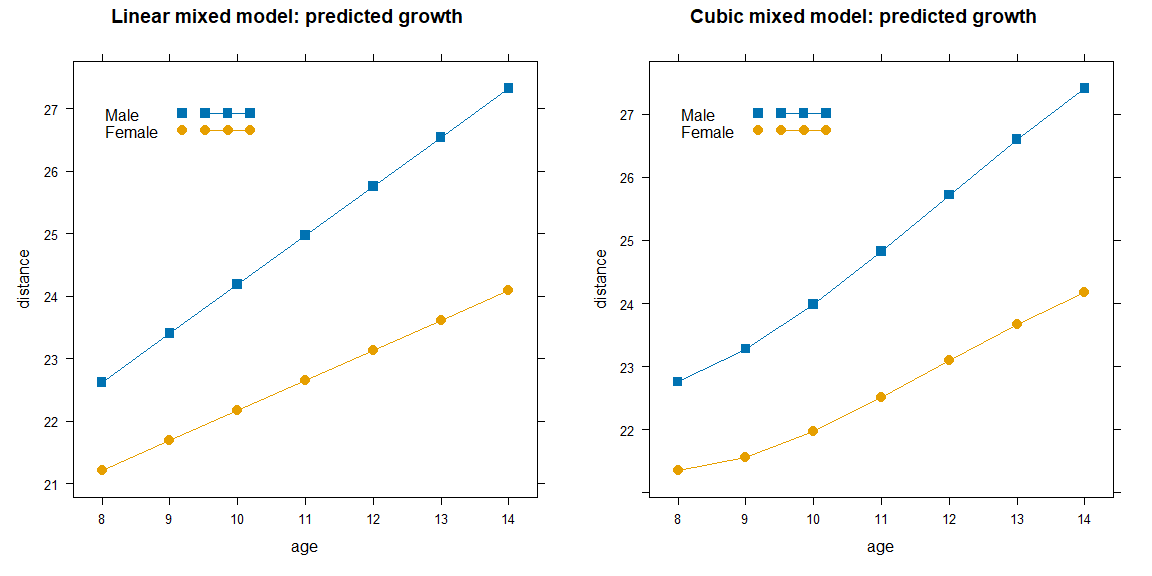 Linear mixed model: predicted growth
Male
Female
27
26
25
24
23
22
21
distance
8 9 10 11 12 13 14
age
Cubic mixed model: predicted growth
Male
Female
27
26
25
24
23
22
distance
8 9 10 11 12 13 14
age